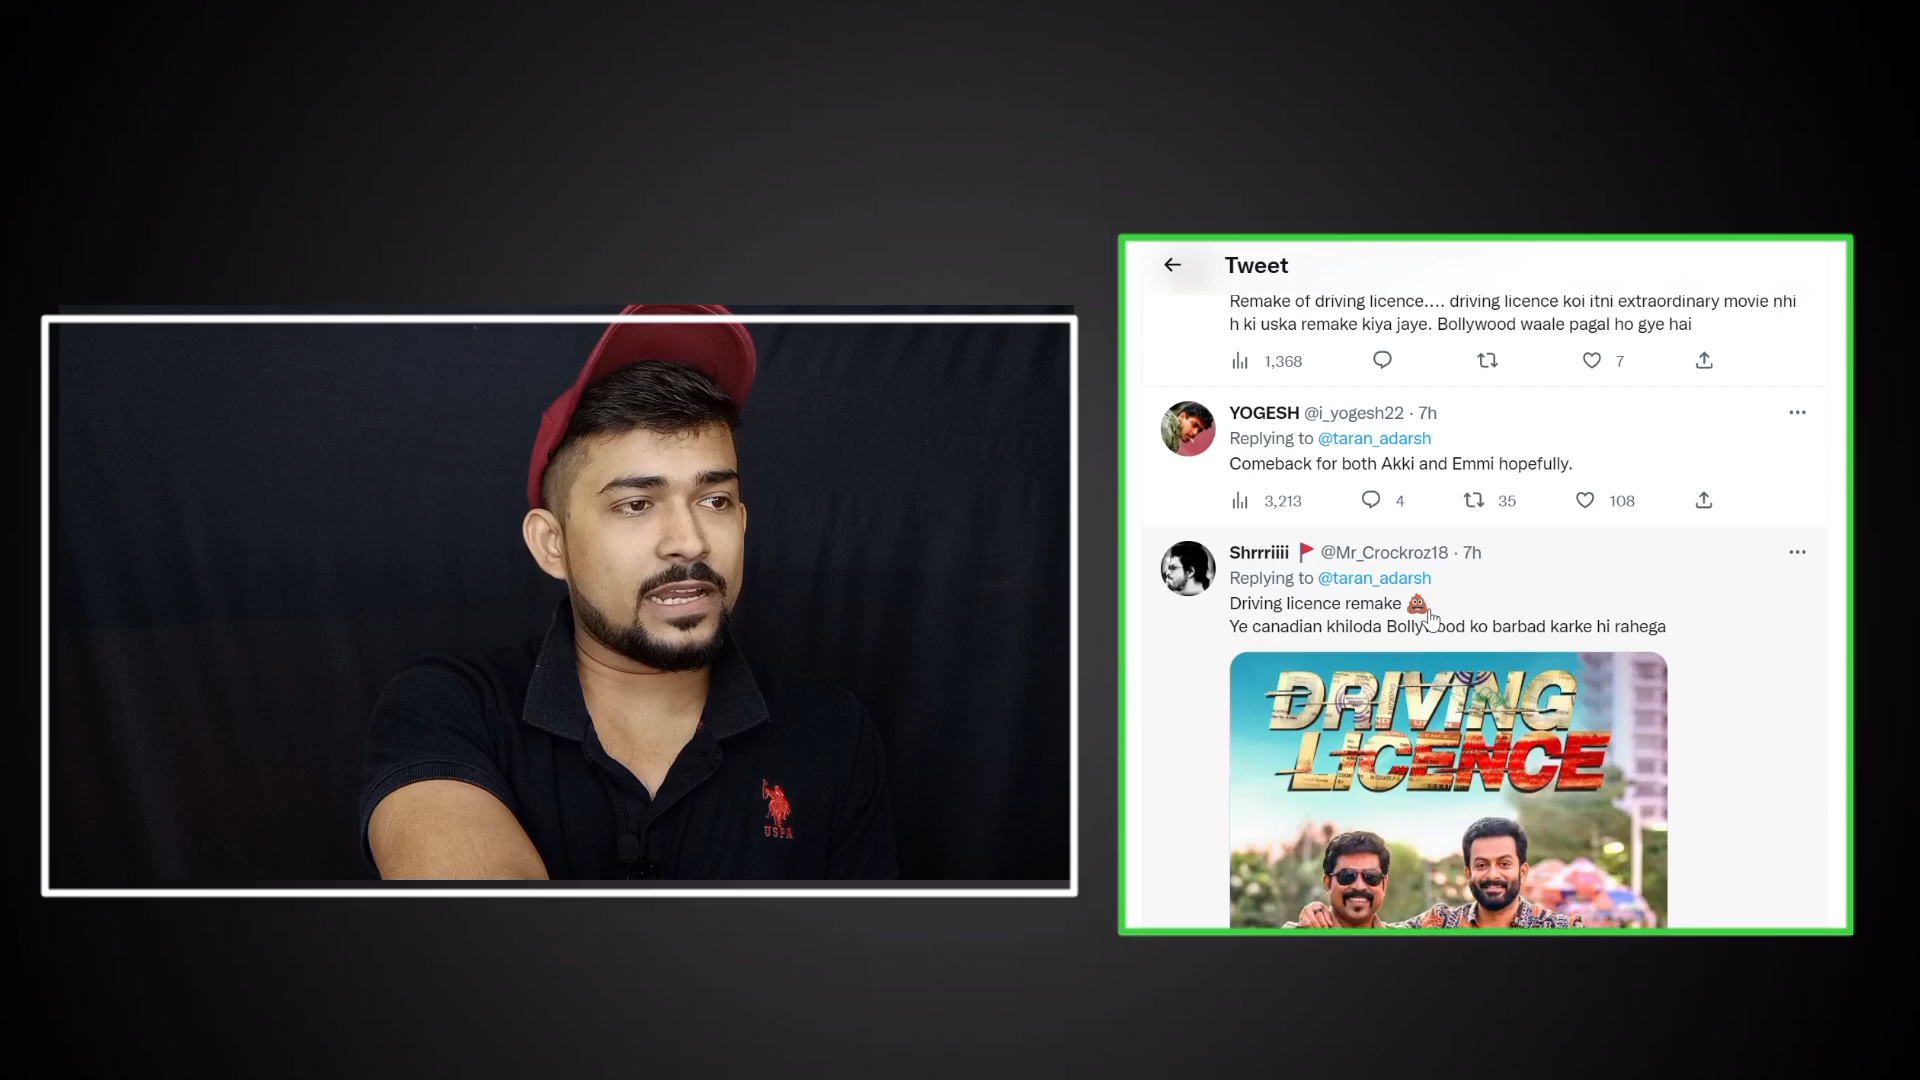 Tweet
Remake of driving licence.... driving licence koi itni extraordinary movie nhi
h ki uska remake kiya jaye. Bollywood waale pagal ho gye hai
1,368
7
YOGESH @i_yogesh22 · 7h
Replying to @taran_adarsh
Comeback for both Akki and Emmi hopefully.
3,213 4 35 108
Shrrriiii 🚩 @Mr_Crockroz18 · 7h
Replying to @taran_adarsh
Driving licence remake 💩
Ye canadian khiloda Bollywood ko barbad karke hi rahega
DRIVING
LICENCE
USPA